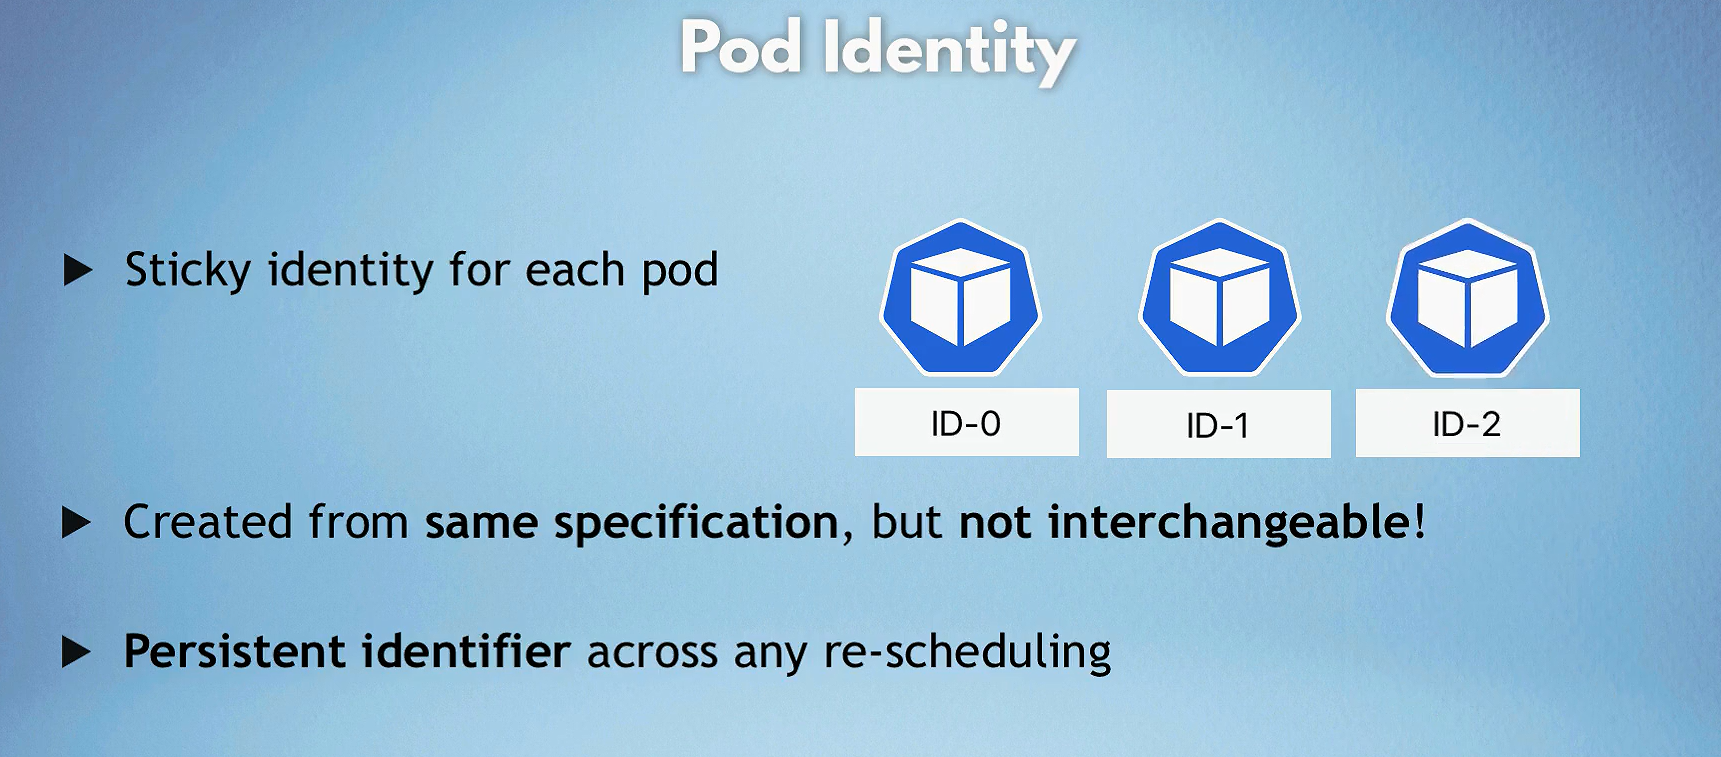 Pod Identity
Sticky identity for each pod
ID-0
ID-1
ID-2
Created from same specification, but not interchangeable!
Persistent identifier across any re-scheduling